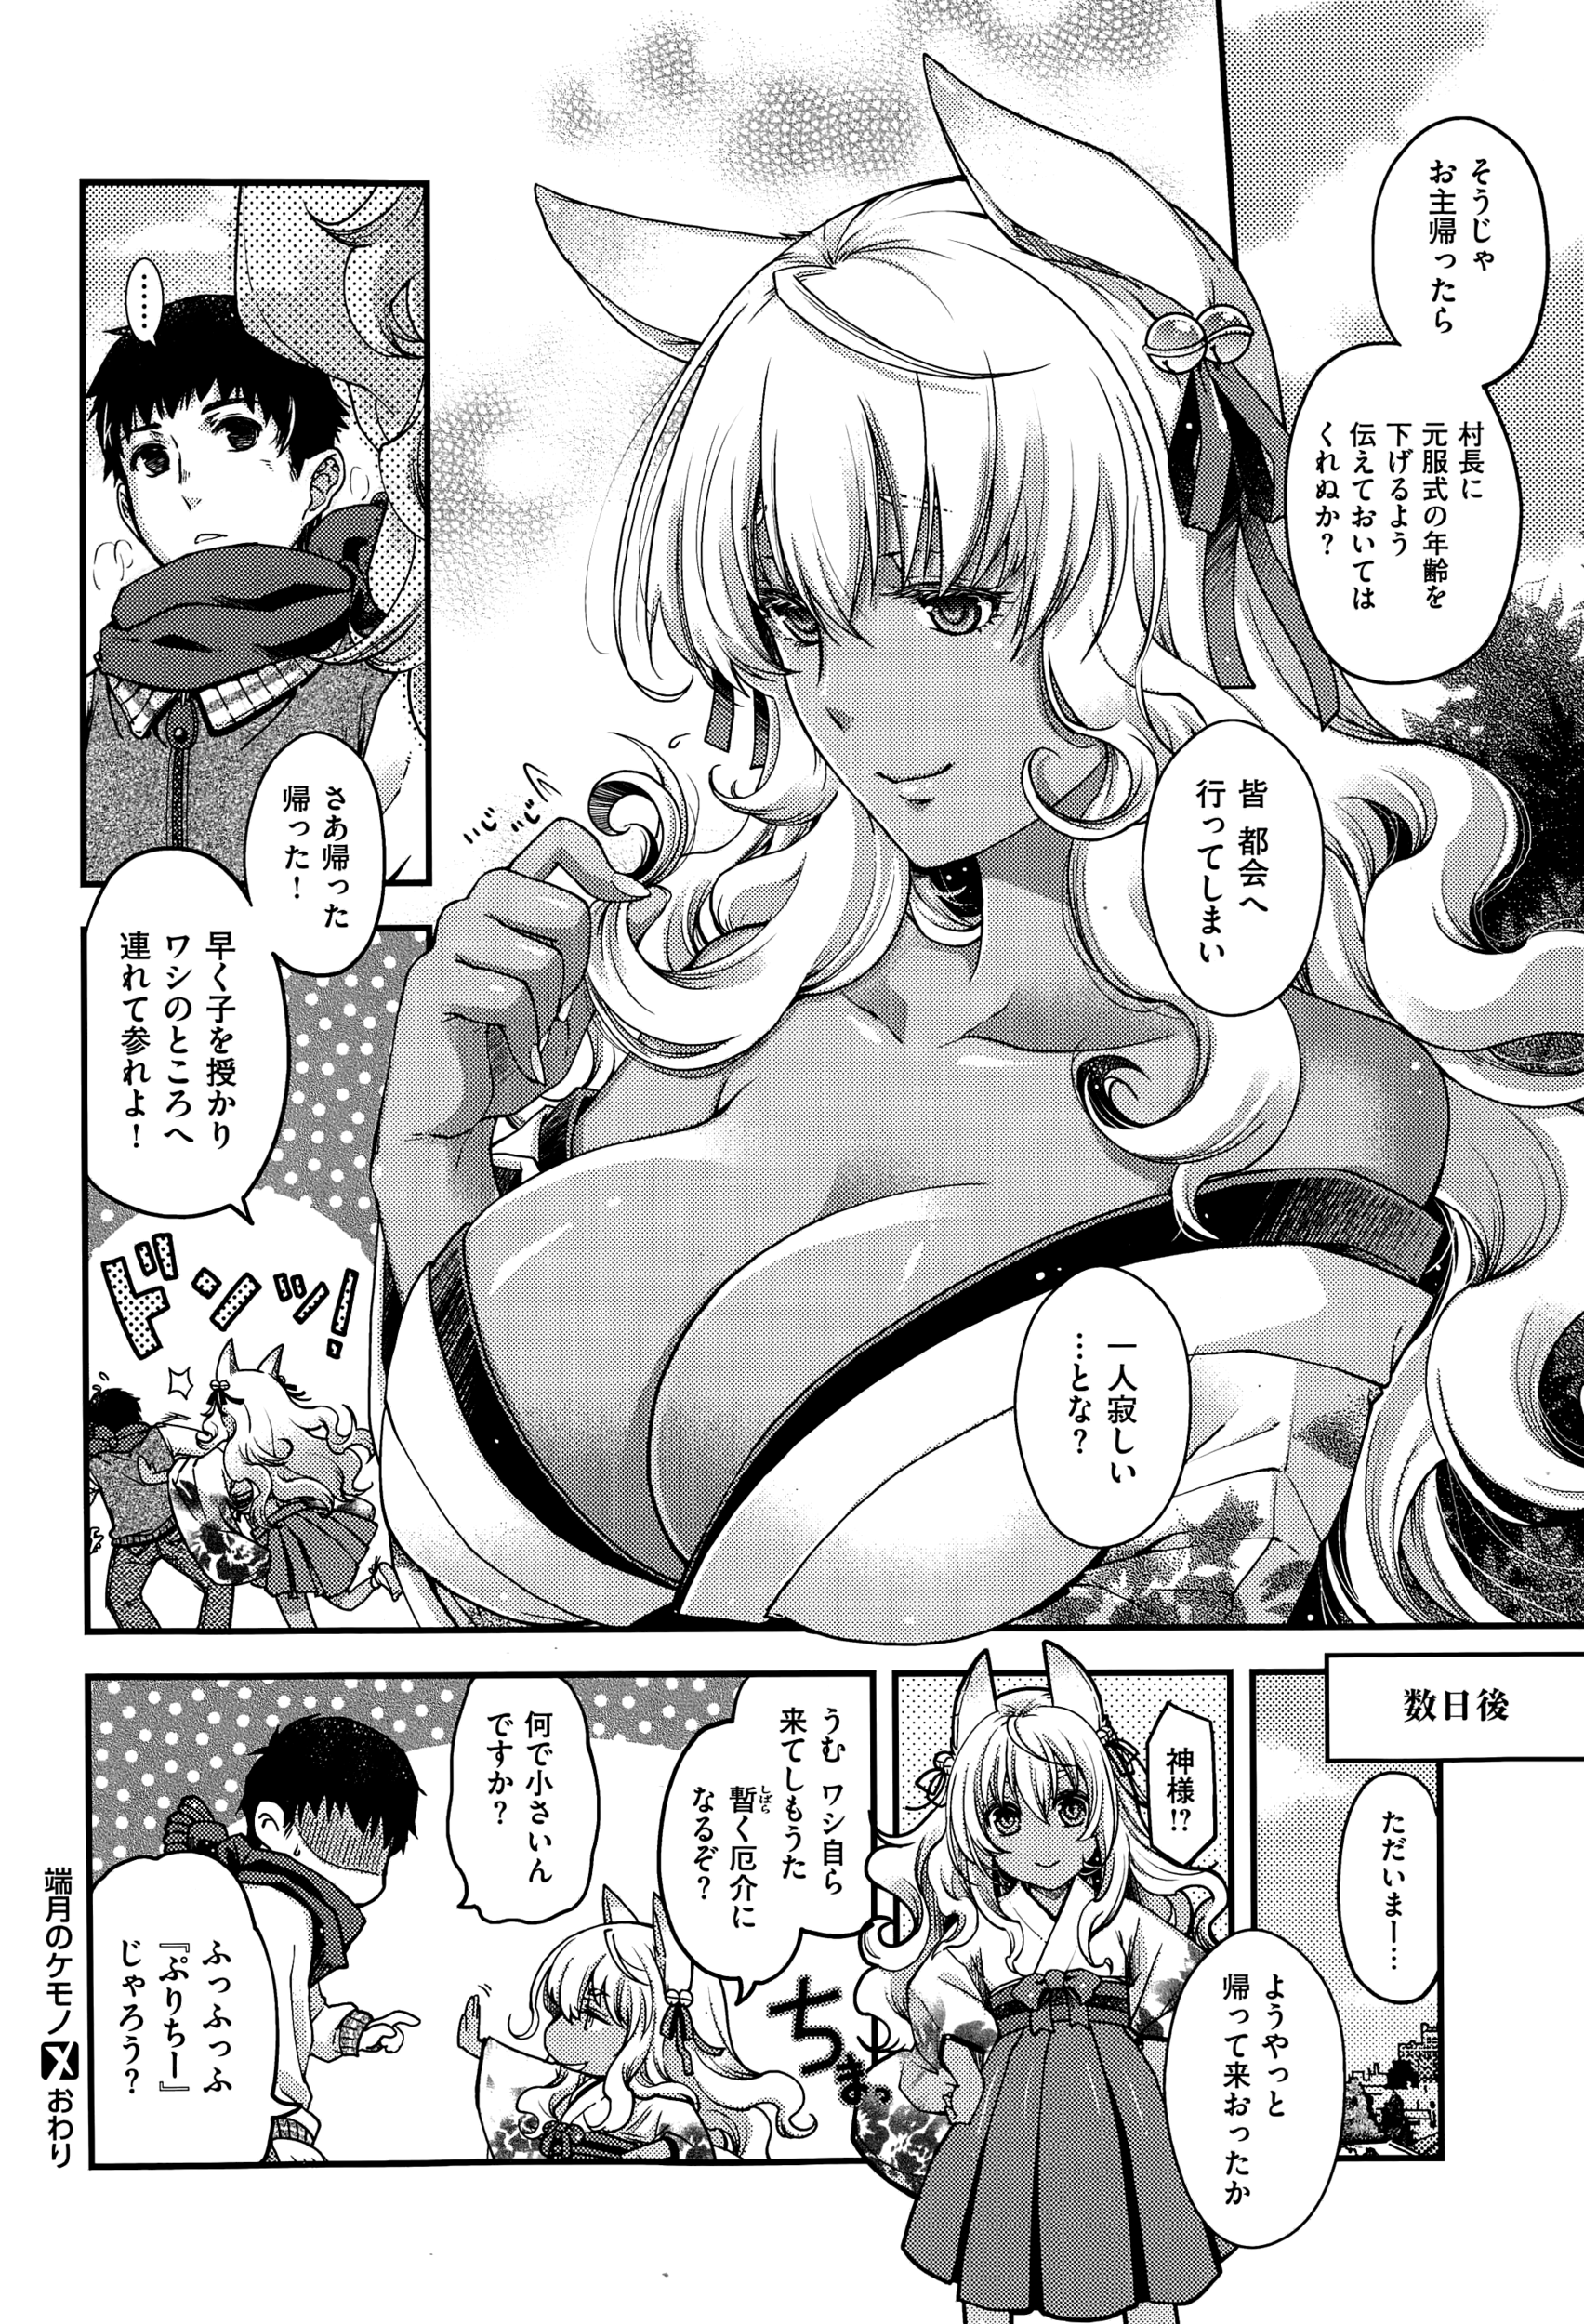 そうじゃ
お主帰ったら
村長に
元服式の年齢を
下げるよう
伝えておいては
くれぬか？
皆 都会へ
行ってしまい
一人寂しい
…とな？
じ
じ
……
さあ帰った
帰った！
早く子を授かり
ワシのところへ
連れて参れよ！
ドンッ！
数日後
ただいまー…
ようやっと
帰って来おったか
神様!?
うむ ワシ自ら
来てしもうた
暫く厄介に
しばら
なるぞ？
ちまっ
何で小さいん
ですか？
ふっふっふ
『ぷりちー』
じゃろう？
端月のケモノ X おわり